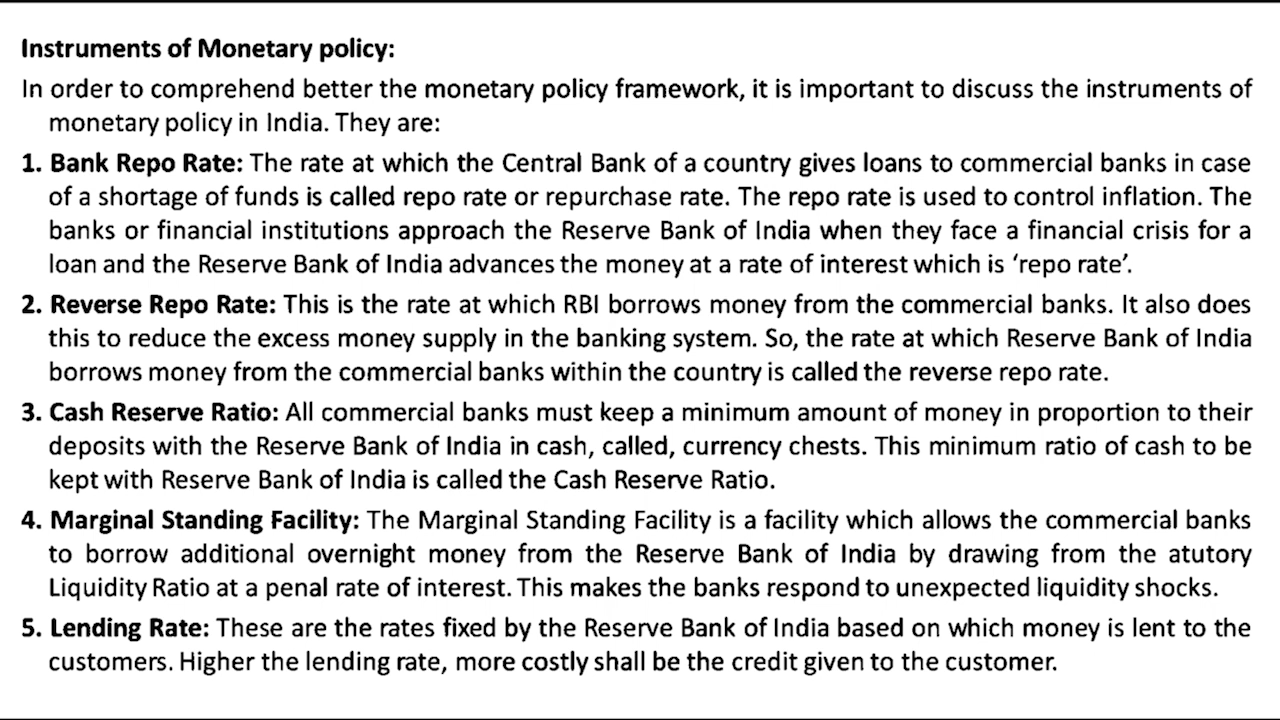 Instruments of Monetary policy:
In order to comprehend better the monetary policy framework, it is important to discuss the instruments of
monetary policy in India. They are:
1. Bank Repo Rate: The rate at which the Central Bank of a country gives loans to commercial banks in case
of a shortage of funds is called repo rate or repurchase rate. The repo rate is used to control inflation. The
banks or financial institutions approach the Reserve Bank of India when they face a financial crisis for a
loan and the Reserve Bank of India advances the money at a rate of interest which is ‘repo rate’.
2. Reverse Repo Rate: This is the rate at which RBI borrows money from the commercial banks. It also does
this to reduce the excess money supply in the banking system. So, the rate at which Reserve Bank of India
borrows money from the commercial banks within the country is called the reverse repo rate.
3. Cash Reserve Ratio: All commercial banks must keep a minimum amount of money in proportion to their
deposits with the Reserve Bank of India in cash, called, currency chests. This minimum ratio of cash to be
kept with Reserve Bank of India is called the Cash Reserve Ratio.
4. Marginal Standing Facility: The Marginal Standing Facility is a facility which allows the commercial banks
to borrow additional overnight money from the Reserve Bank of India by drawing from the atutory
Liquidity Ratio at a penal rate of interest. This makes the banks respond to unexpected liquidity shocks.
5. Lending Rate: These are the rates fixed by the Reserve Bank of India based on which money is lent to the
customers. Higher the lending rate, more costly shall be the credit given to the customer.